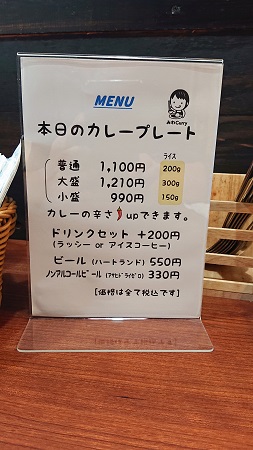 MENU
JollyCurry
本日のカレープレート
ライス
普通 1,100円 200g
大盛 1,210円 300g
小盛 990円 150g
カレーの辛さupできます。
ドリンクセット +200円
(ラッシー or アイスコーヒー)
ビール (ハートランド) 550円
ノンアルコールビール (アサヒドライゼロ) 330円
[価格は全て税込です]